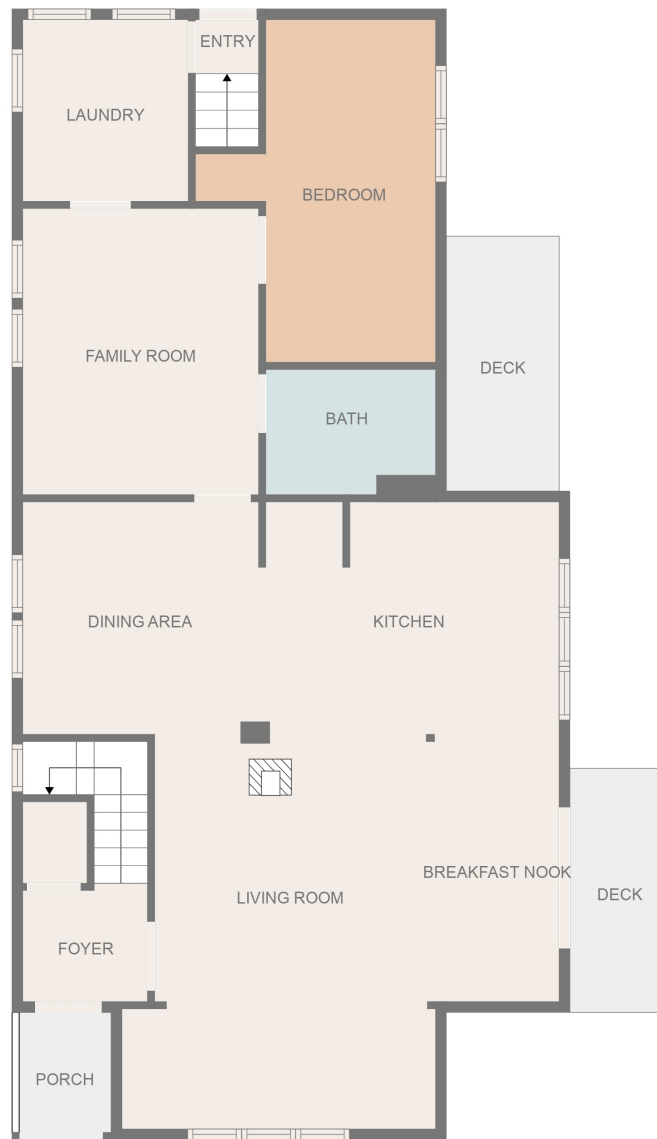 ENTRY
LAUNDRY
BEDROOM
FAMILY ROOM
DECK
BATH
DINING AREA
KITCHEN
BREAKFAST NOOK
LIVING ROOM
DECK
FOYER
PORCH